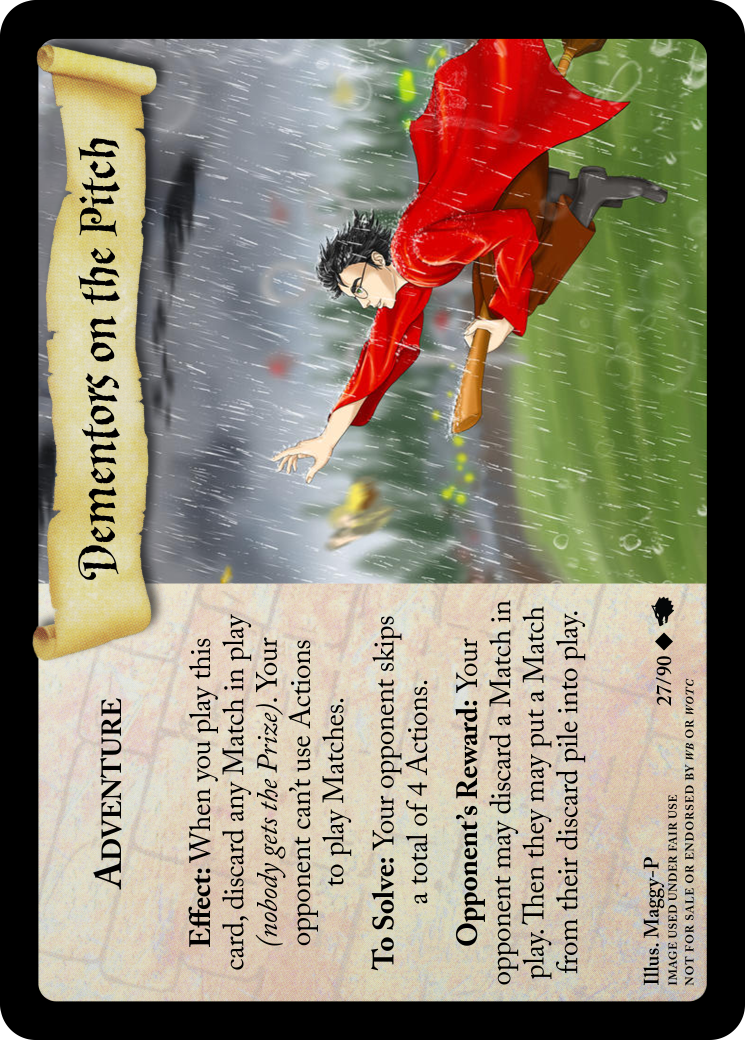 Dementors on the Pitch
ADVENTURE
Effect: When you play this
card, discard any Match in play
(nobody gets the Prize). Your
opponent can't use Actions
to play Matches.
To Solve: Your opponent skips
a total of 4 Actions.
Opponent's Reward: Your
opponent may discard a Match in
play. Then they may put a Match
from their discard pile into play.
Illus. Maggy-P 27/90
IMAGE USED UNDER FAIR USE
NOT FOR SALE OR ENDORSED BY WB OR WOTC